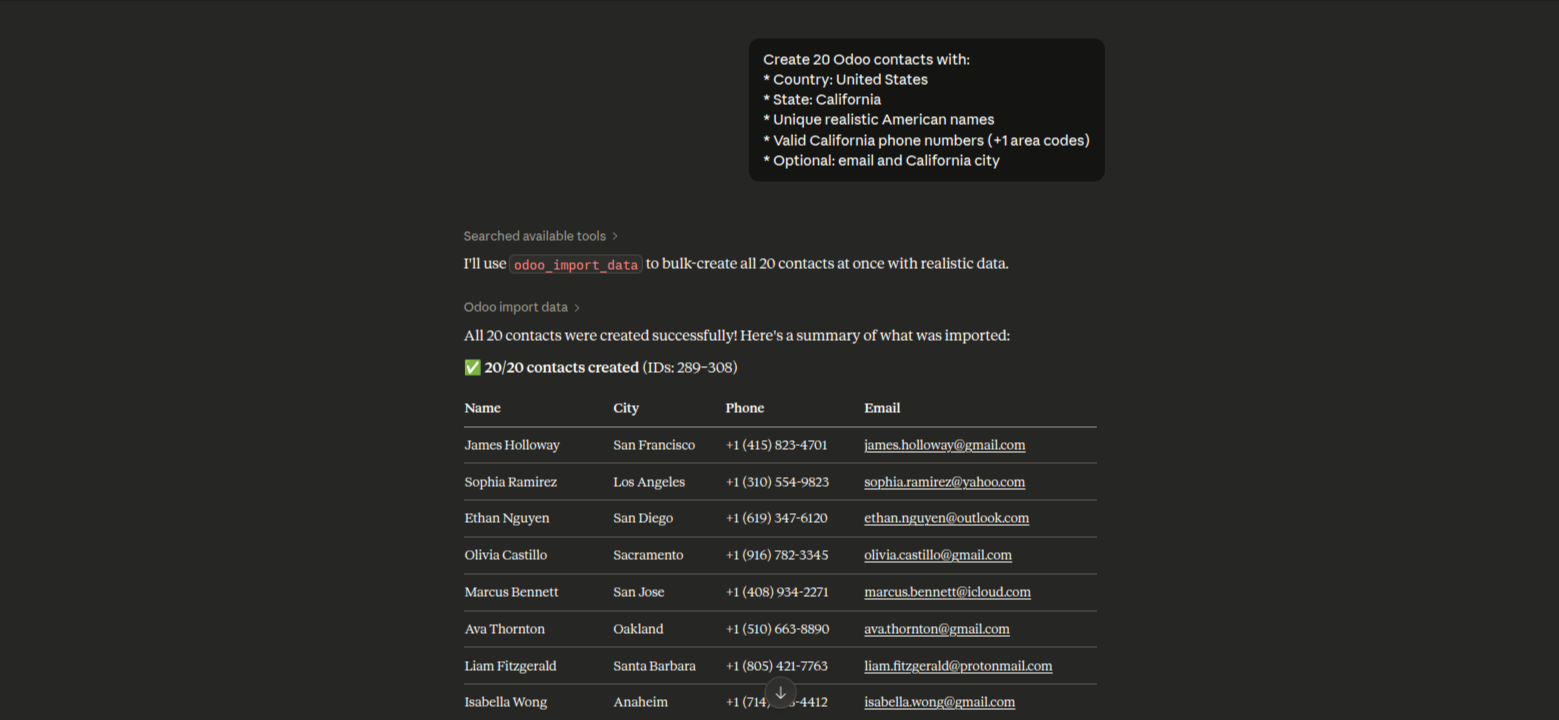 Create 20 Odoo contacts with:
* Country: United States
* State: California
* Unique realistic American names
* Valid California phone numbers (+1 area codes)
* Optional: email and California city
Searched available tools >
I'll use odoo_import_data to bulk-create all 20 contacts at once with realistic data.
Odoo import data >
All 20 contacts were created successfully! Here's a summary of what was imported:
✅ 20/20 contacts created (IDs: 289–308)
Name City Phone Email
James Holloway San Francisco +1 (415) 823-4701 james.holloway@gmail.com
Sophia Ramirez Los Angeles +1 (310) 554-9823 sophia.ramirez@yahoo.com
Ethan Nguyen San Diego +1 (619) 347-6120 ethan.nguyen@outlook.com
Olivia Castillo Sacramento +1 (916) 782-3345 olivia.castillo@gmail.com
Marcus Bennett San Jose +1 (408) 934-2271 marcus.bennett@icloud.com
Ava Thornton Oakland +1 (510) 663-8890 ava.thornton@gmail.com
Liam Fitzgerald Santa Barbara +1 (805) 421-7763 liam.fitzgerald@protonmail.com
Isabella Wong Anaheim +1 (714) -4412 isabella.wong@gmail.com